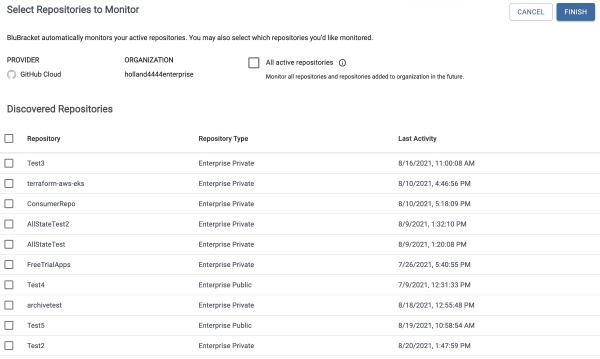 Select Repositories to Monitor
CANCEL
FINISH
BluBracket automatically monitors your active repositories. You may also select which repositories you'd like monitored.
PROVIDER
ORGANIZATION
All active repositories
GitHub Cloud
holland4444enterprise
Monitor all repositories and repositories added to organization in the future.
Discovered Repositories
Repository Repository Type Last Activity
Test3 Enterprise Private 8/16/2021, 11:00:08 AM
terraform-aws-eks Enterprise Private 8/10/2021, 4:46:56 PM
ConsumerRepo Enterprise Private 8/10/2021, 5:18:09 PM
AllStateTest2 Enterprise Private 8/9/2021, 1:32:10 PM
AllStateTest Enterprise Private 8/9/2021, 1:20:08 PM
FreeTrialApps Enterprise Private 7/26/2021, 5:40:55 PM
Test4 Enterprise Public 7/9/2021, 12:31:33 PM
archivetest Enterprise Private 8/18/2021, 12:55:48 PM
Test5 Enterprise Public 8/19/2021, 10:58:54 AM
Test2 Enterprise Private 8/20/2021, 1:47:59 PM